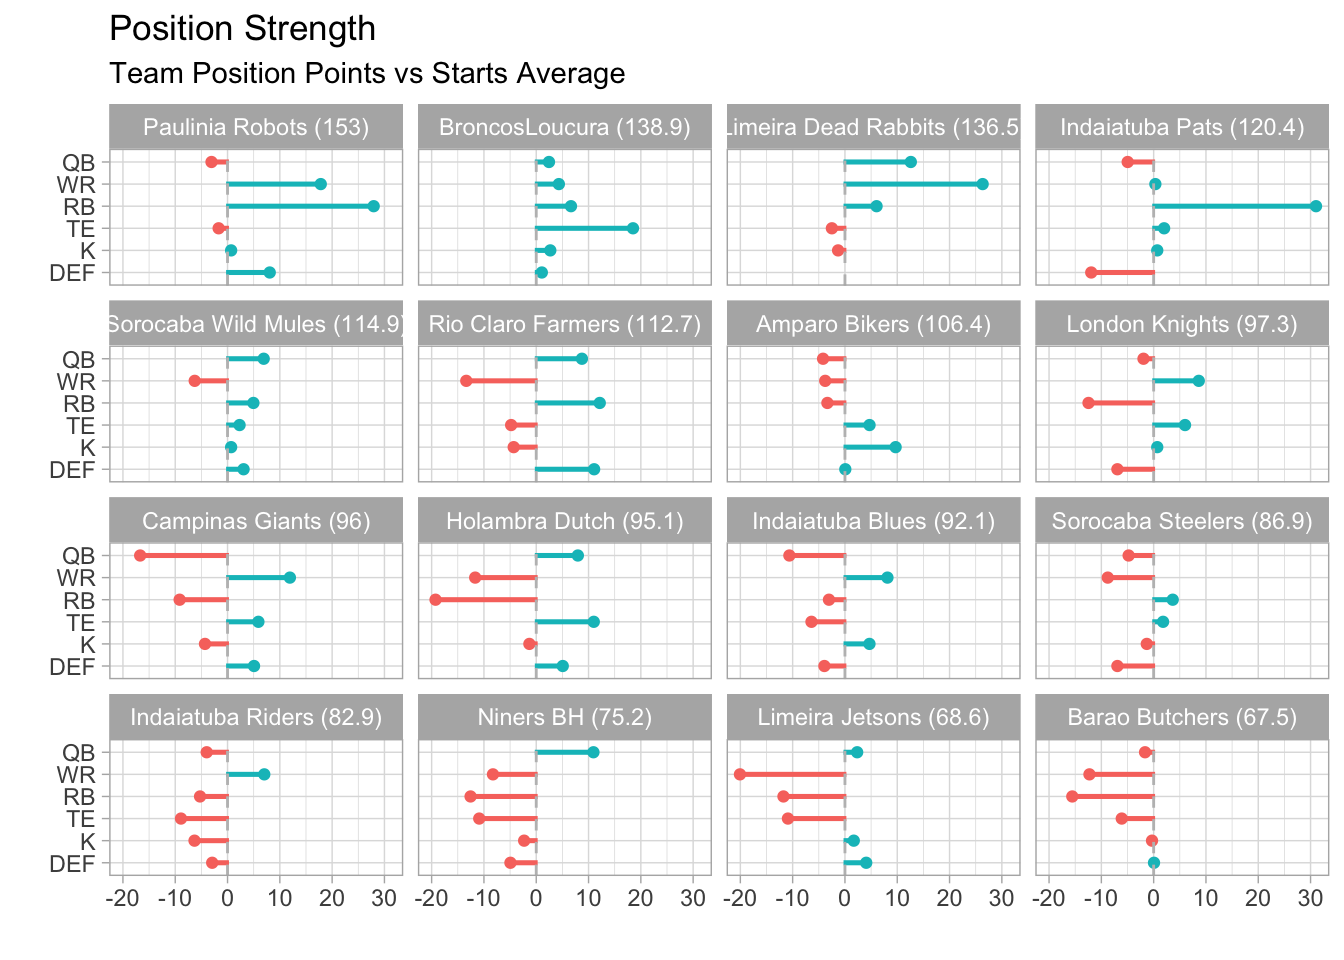 Position Strength
Team Position Points vs Starts Average
Paulinia Robots (153) BroncosLoucura (138.9) Limeira Dead Rabbits (136.5 Indaiatuba Pats (120.4)
QB
WR
RB
TE
K
DEF
Sorocaba Wild Mules (114.9) Rio Claro Farmers (112.7) Amparo Bikers (106.4) London Knights (97.3)
QB
WR
RB
TE
K
DEF
Campinas Giants (96) Holambra Dutch (95.1) Indaiatuba Blues (92.1) Sorocaba Steelers (86.9)
QB
WR
RB
TE
K
DEF
Indaiatuba Riders (82.9) Niners BH (75.2) Limeira Jetsons (68.6) Barao Butchers (67.5)
QB
WR
RB
TE
K
DEF
-20 -10 0 10 20 30 -20 -10 0 10 20 30 -20 -10 0 10 20 30 -20 -10 0 10 20 30